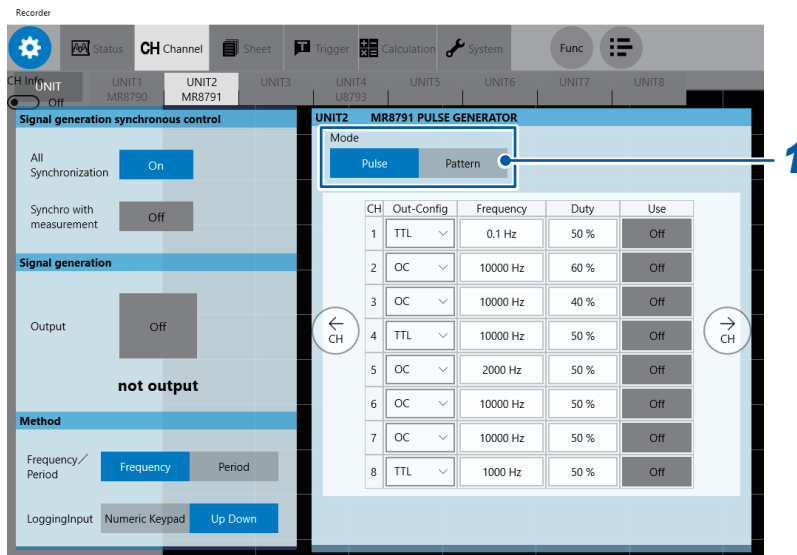 Recorder
Status CH Channel Sheet Trigger Calculation System Func
CH Info UNIT UNIT1 UNIT2 UNIT3 UNIT4 UNIT5 UNIT6 UNIT7 UNIT8
Off MR8790 MR8791 U8793
Signal generation synchronous control
All
Synchronization On
Synchro with
measurement Off
Signal generation
Output Off
not output
Method
Frequency/
Period Frequency Period
LoggingInput Numeric Keypad Up Down
UNIT2 MR8791 PULSE GENERATOR
Mode
Pulse Pattern
1
CH Out-Config Frequency Duty Use
1 TTL 0.1 Hz 50 % Off
2 OC 10000 Hz 60 % Off
3 OC 10000 Hz 40 % Off
4 TTL 10000 Hz 50 % Off
5 OC 2000 Hz 50 % Off
6 OC 10000 Hz 50 % Off
7 OC 10000 Hz 50 % Off
8 TTL 1000 Hz 50 % Off
CH
CH